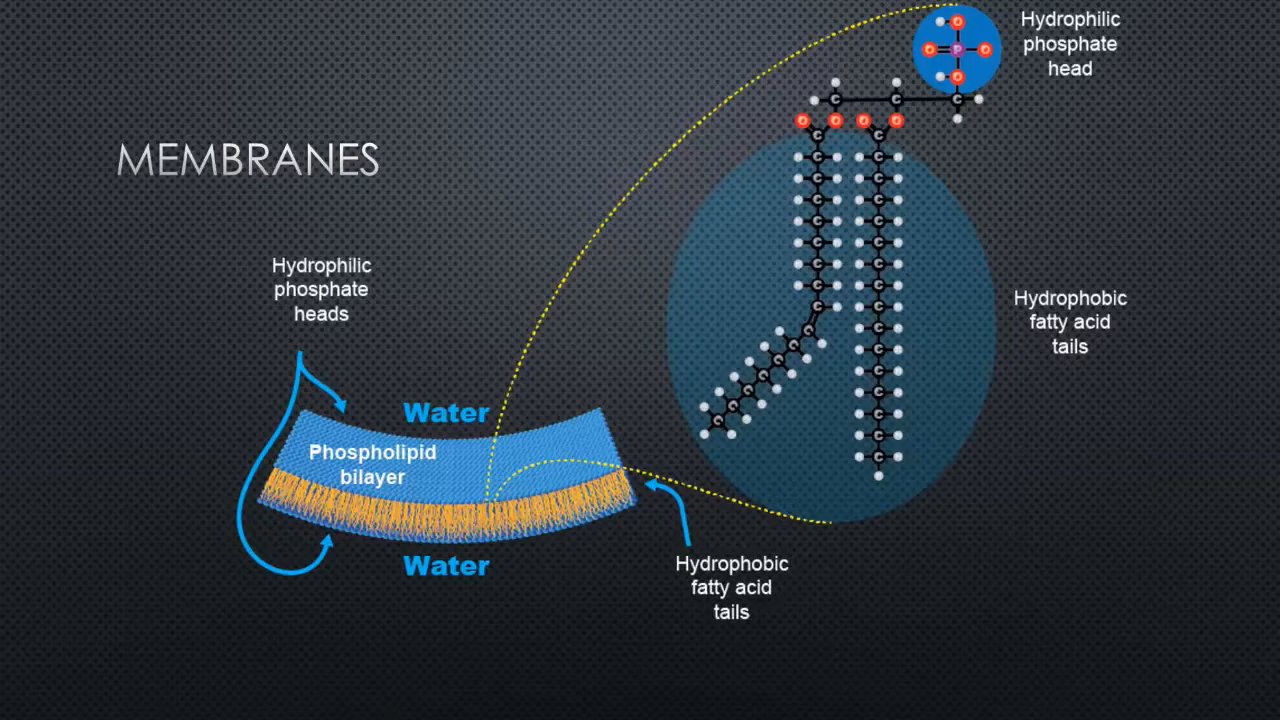 MEMBRANES
Hydrophilic
phosphate
head
Hydrophilic
phosphate
heads
Hydrophobic
fatty acid
tails
Water
Phospholipid
bilayer
Water
Hydrophobic
fatty acid
tails